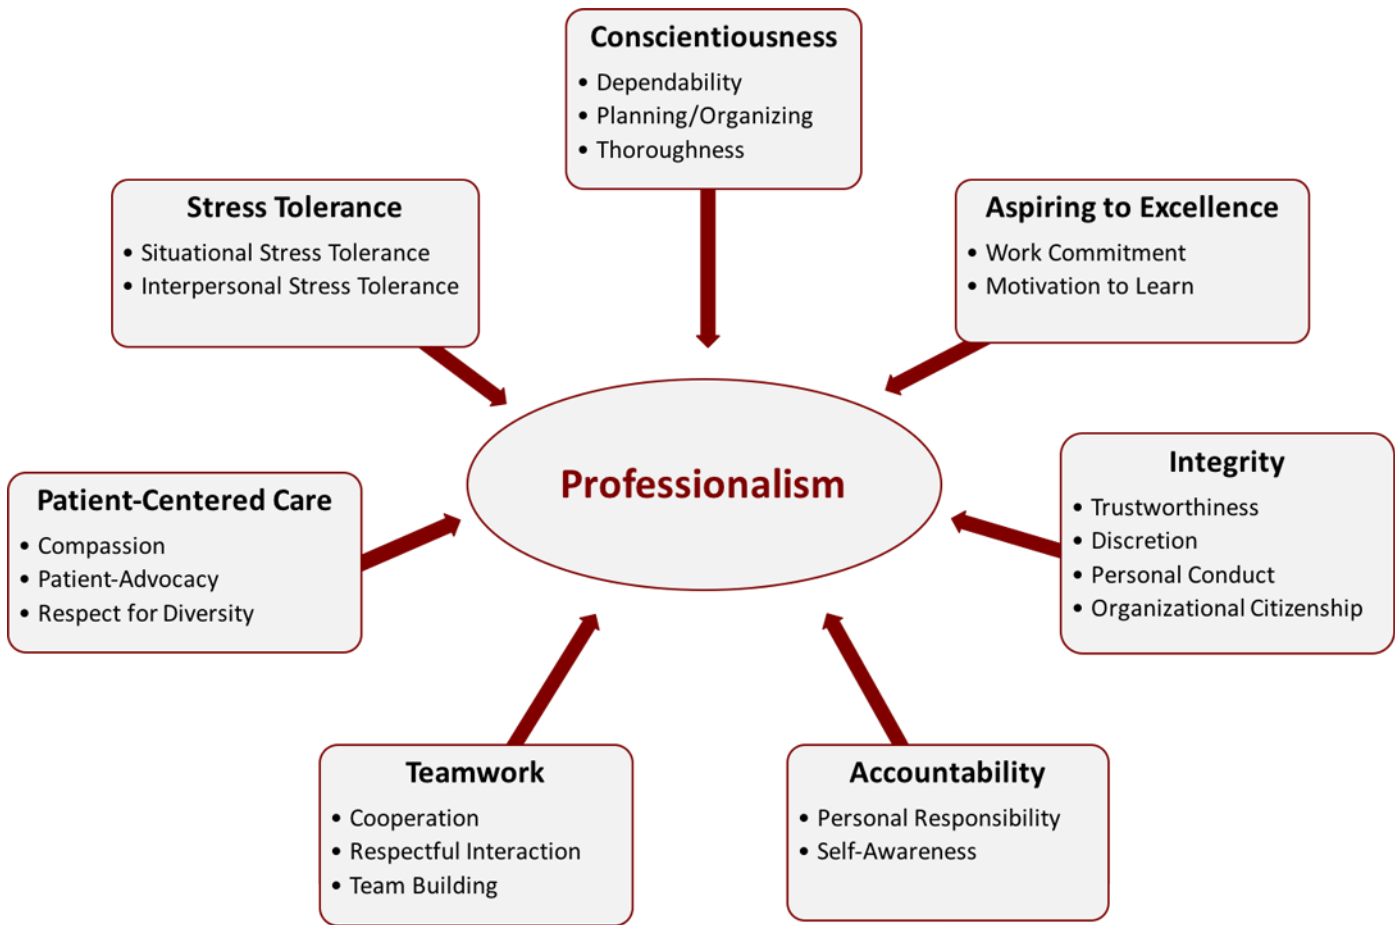 Conscientiousness
• Dependability
• Planning/Organizing
• Thoroughness
Stress Tolerance
• Situational Stress Tolerance
• Interpersonal Stress Tolerance
Aspiring to Excellence
• Work Commitment
• Motivation to Learn
Professionalism
Patient-Centered Care
• Compassion
• Patient-Advocacy
• Respect for Diversity
Integrity
• Trustworthiness
• Discretion
• Personal Conduct
• Organizational Citizenship
Teamwork
• Cooperation
• Respectful Interaction
• Team Building
Accountability
• Personal Responsibility
• Self-Awareness